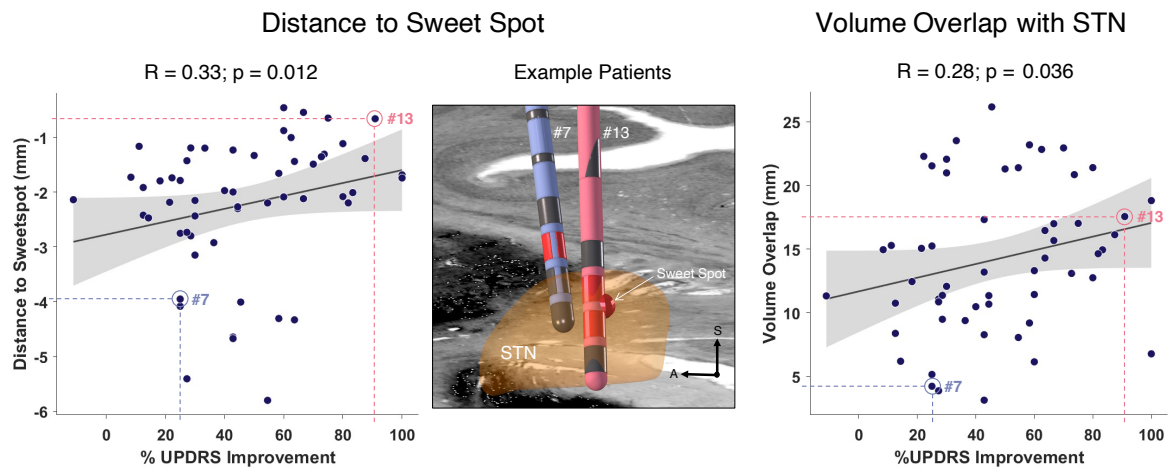 Distance to Sweet Spot
Volume Overlap with STN
R = 0.33; p = 0.012
Example Patients
R = 0.28; p = 0.036
Distance to Sweetspot (mm)
-1
-2
-3
-4
-5
-6
0
20
40
60
80
100
% UPDRS Improvement
#13
#7
#7
#13
Sweet Spot
STN
S
A
Volume Overlap (mm)
25
20
15
10
5
0
20
40
60
80
100
%UPDRS Improvement
#13
#7